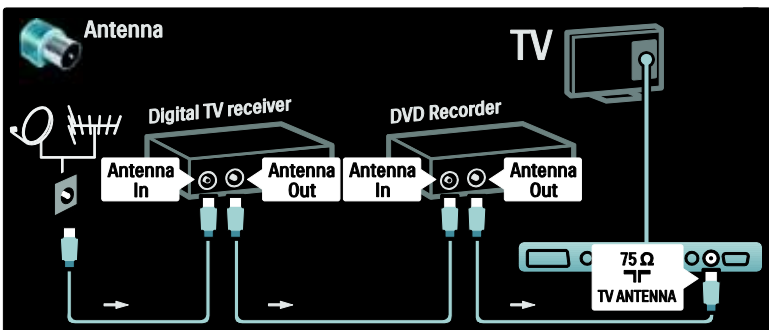 Antenna
TV
Digital TV receiver
DVD Recorder
Antenna
In
Antenna
Out
Antenna
In
Antenna
Out
75 Ω
TV ANTENNA